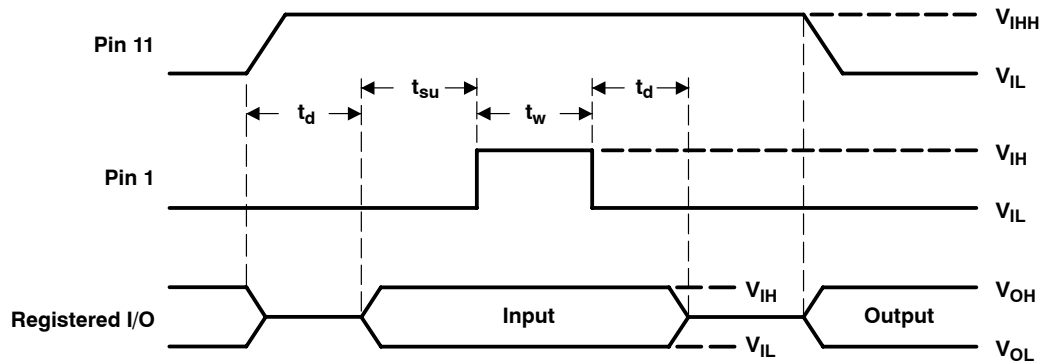 V_IHH
Pin 11
V_IL
t_su
t_d
t_d
t_w
V_IH
Pin 1
V_IL
V_IH
V_OH
Registered I/O
Input
Output
V_IL
V_OL